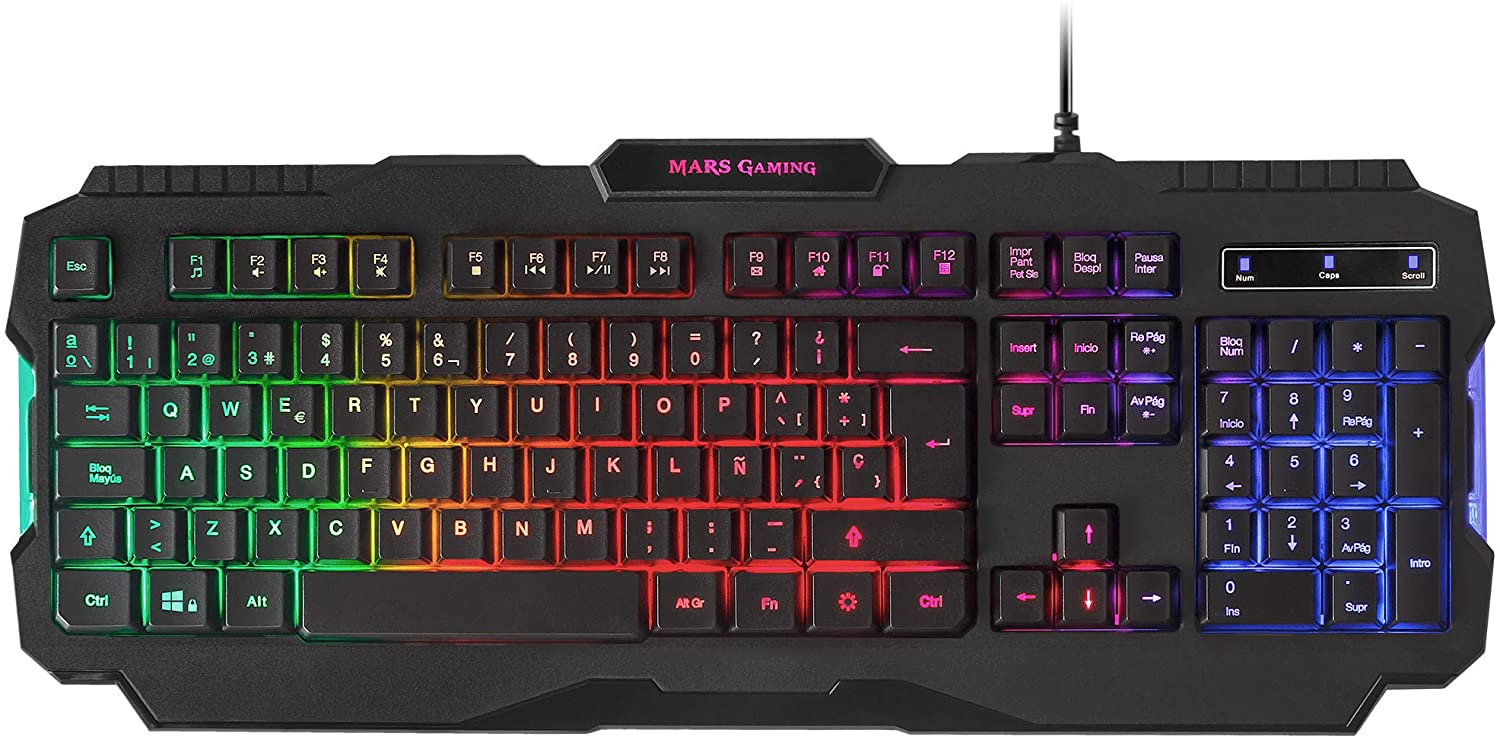 MARS GAMING
Esc F1 F2 F3 F4 F5 F6 F7 F8 F9 F10 F11 F12 Impr Pant Pet Sis Bloq Despl Pausa Inter
Num Caps Scroll
ª º \ ! 1 | " 2 @ · 3 # $ 4 % 5 & 6 ¬ / 7 ( 8 ) 9 = 0 ? ' ¿ ¡ Insert Inicio Re Pág Bloq Num / * -
Q W E € R T Y U I O P ^ ` [ * + ] Supr Fin Av Pág 7 Inicio 8 9 RePág +
Bloq Mayús A S D F G H J K L Ñ ¨ ´ { Ç } 4 5 6
> < Z X C V B N M ; , : . _ - 1 Fin 2 3 AvPág Intro
Ctrl Alt Alt Gr Fn Ctrl 0 Ins . Supr